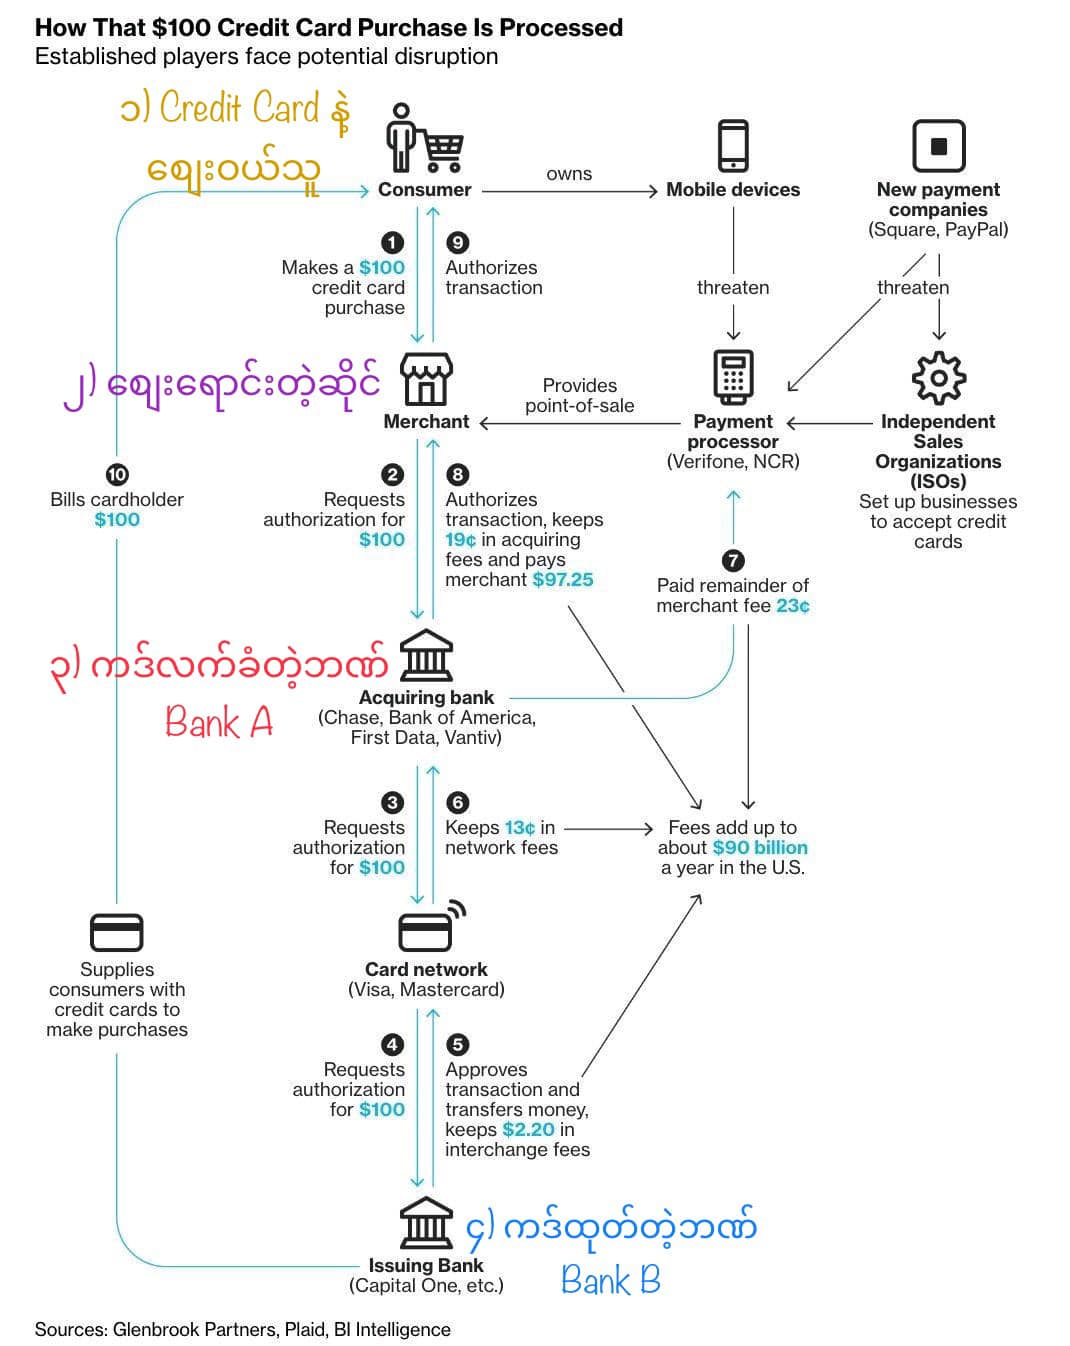 How That $100 Credit Card Purchase Is Processed
Established players face potential disruption
၁) Credit Card နဲ့
ဈေးဝယ်သူ
Consumer
owns
Mobile devices
New payment
companies
(Square, PayPal)
1
Makes a $100
credit card
purchase
9
Authorizes
transaction
threaten
threaten
၂) ဈေးရောင်းတဲ့ဆိုင်
Merchant
Provides
point-of-sale
Payment
processor
(Verifone, NCR)
Independent
Sales
Organizations
(ISOs)
Set up businesses
to accept credit
cards
10
Bills cardholder
$100
2
Requests
authorization for
$100
8
Authorizes
transaction, keeps
19¢ in acquiring
fees and pays
merchant $97.25
7
Paid remainder of
merchant fee 23¢
၃) ကဒ်လက်ခံတဲ့ဘဏ်
Bank A
Acquiring bank
(Chase, Bank of America,
First Data, Vantiv)
3
Requests
authorization
for $100
6
Keeps 13¢ in
network fees
Fees add up to
about $90 billion
a year in the U.S.
Supplies
consumers with
credit cards to
make purchases
Card network
(Visa, Mastercard)
4
Requests
authorization
for $100
5
Approves
transaction and
transfers money,
keeps $2.20 in
interchange fees
၄) ကဒ်ထုတ်တဲ့ဘဏ်
Bank B
Issuing Bank
(Capital One, etc.)
Sources: Glenbrook Partners, Plaid, BI Intelligence